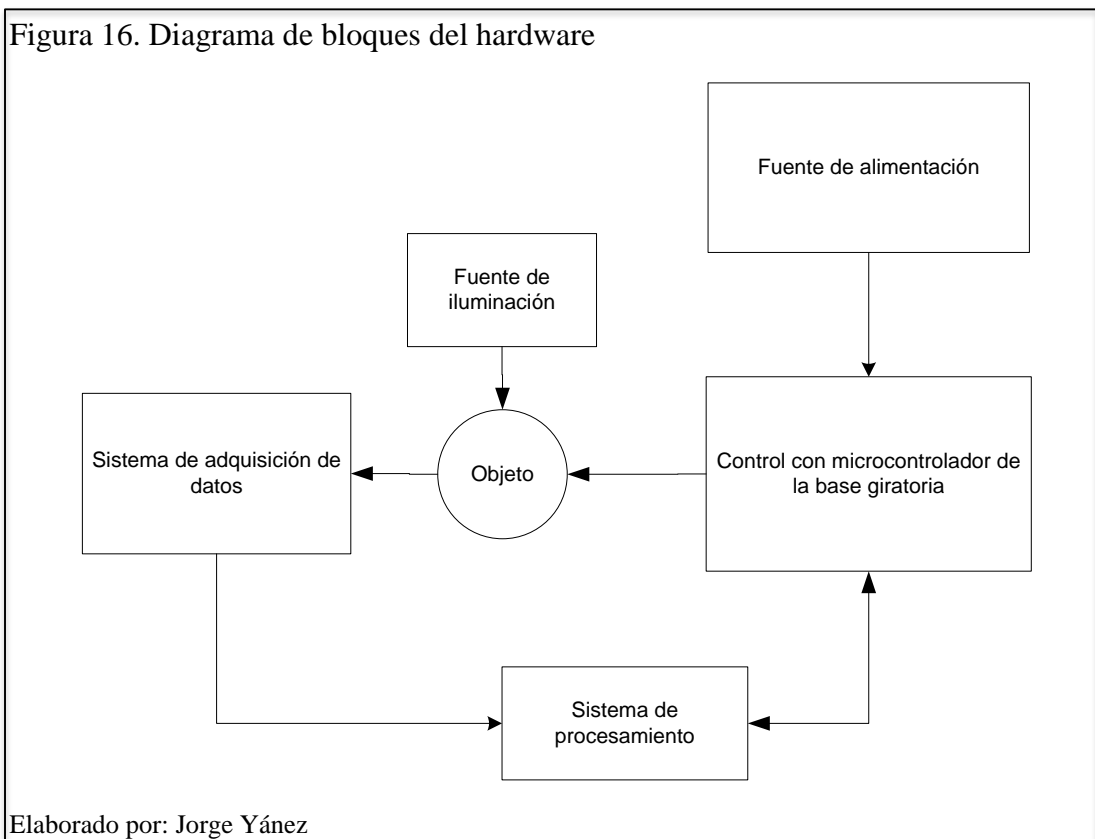 Figura 16. Diagrama de bloques del hardware
Fuente de alimentación
Fuente de
iluminación
Sistema de adquisición de
datos
Objeto
Control con microcontrolador de
la base giratoria
Sistema de
procesamiento
Elaborado por: Jorge Yánez